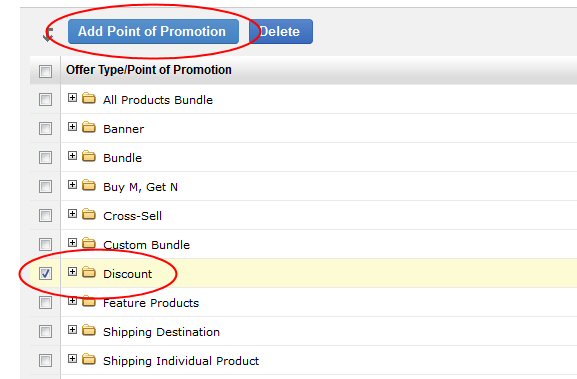 Add Point of Promotion Delete
Offer Type/Point of Promotion
All Products Bundle
Banner
Bundle
Buy M, Get N
Cross-Sell
Custom Bundle
Discount
Feature Products
Shipping Destination
Shipping Individual Product